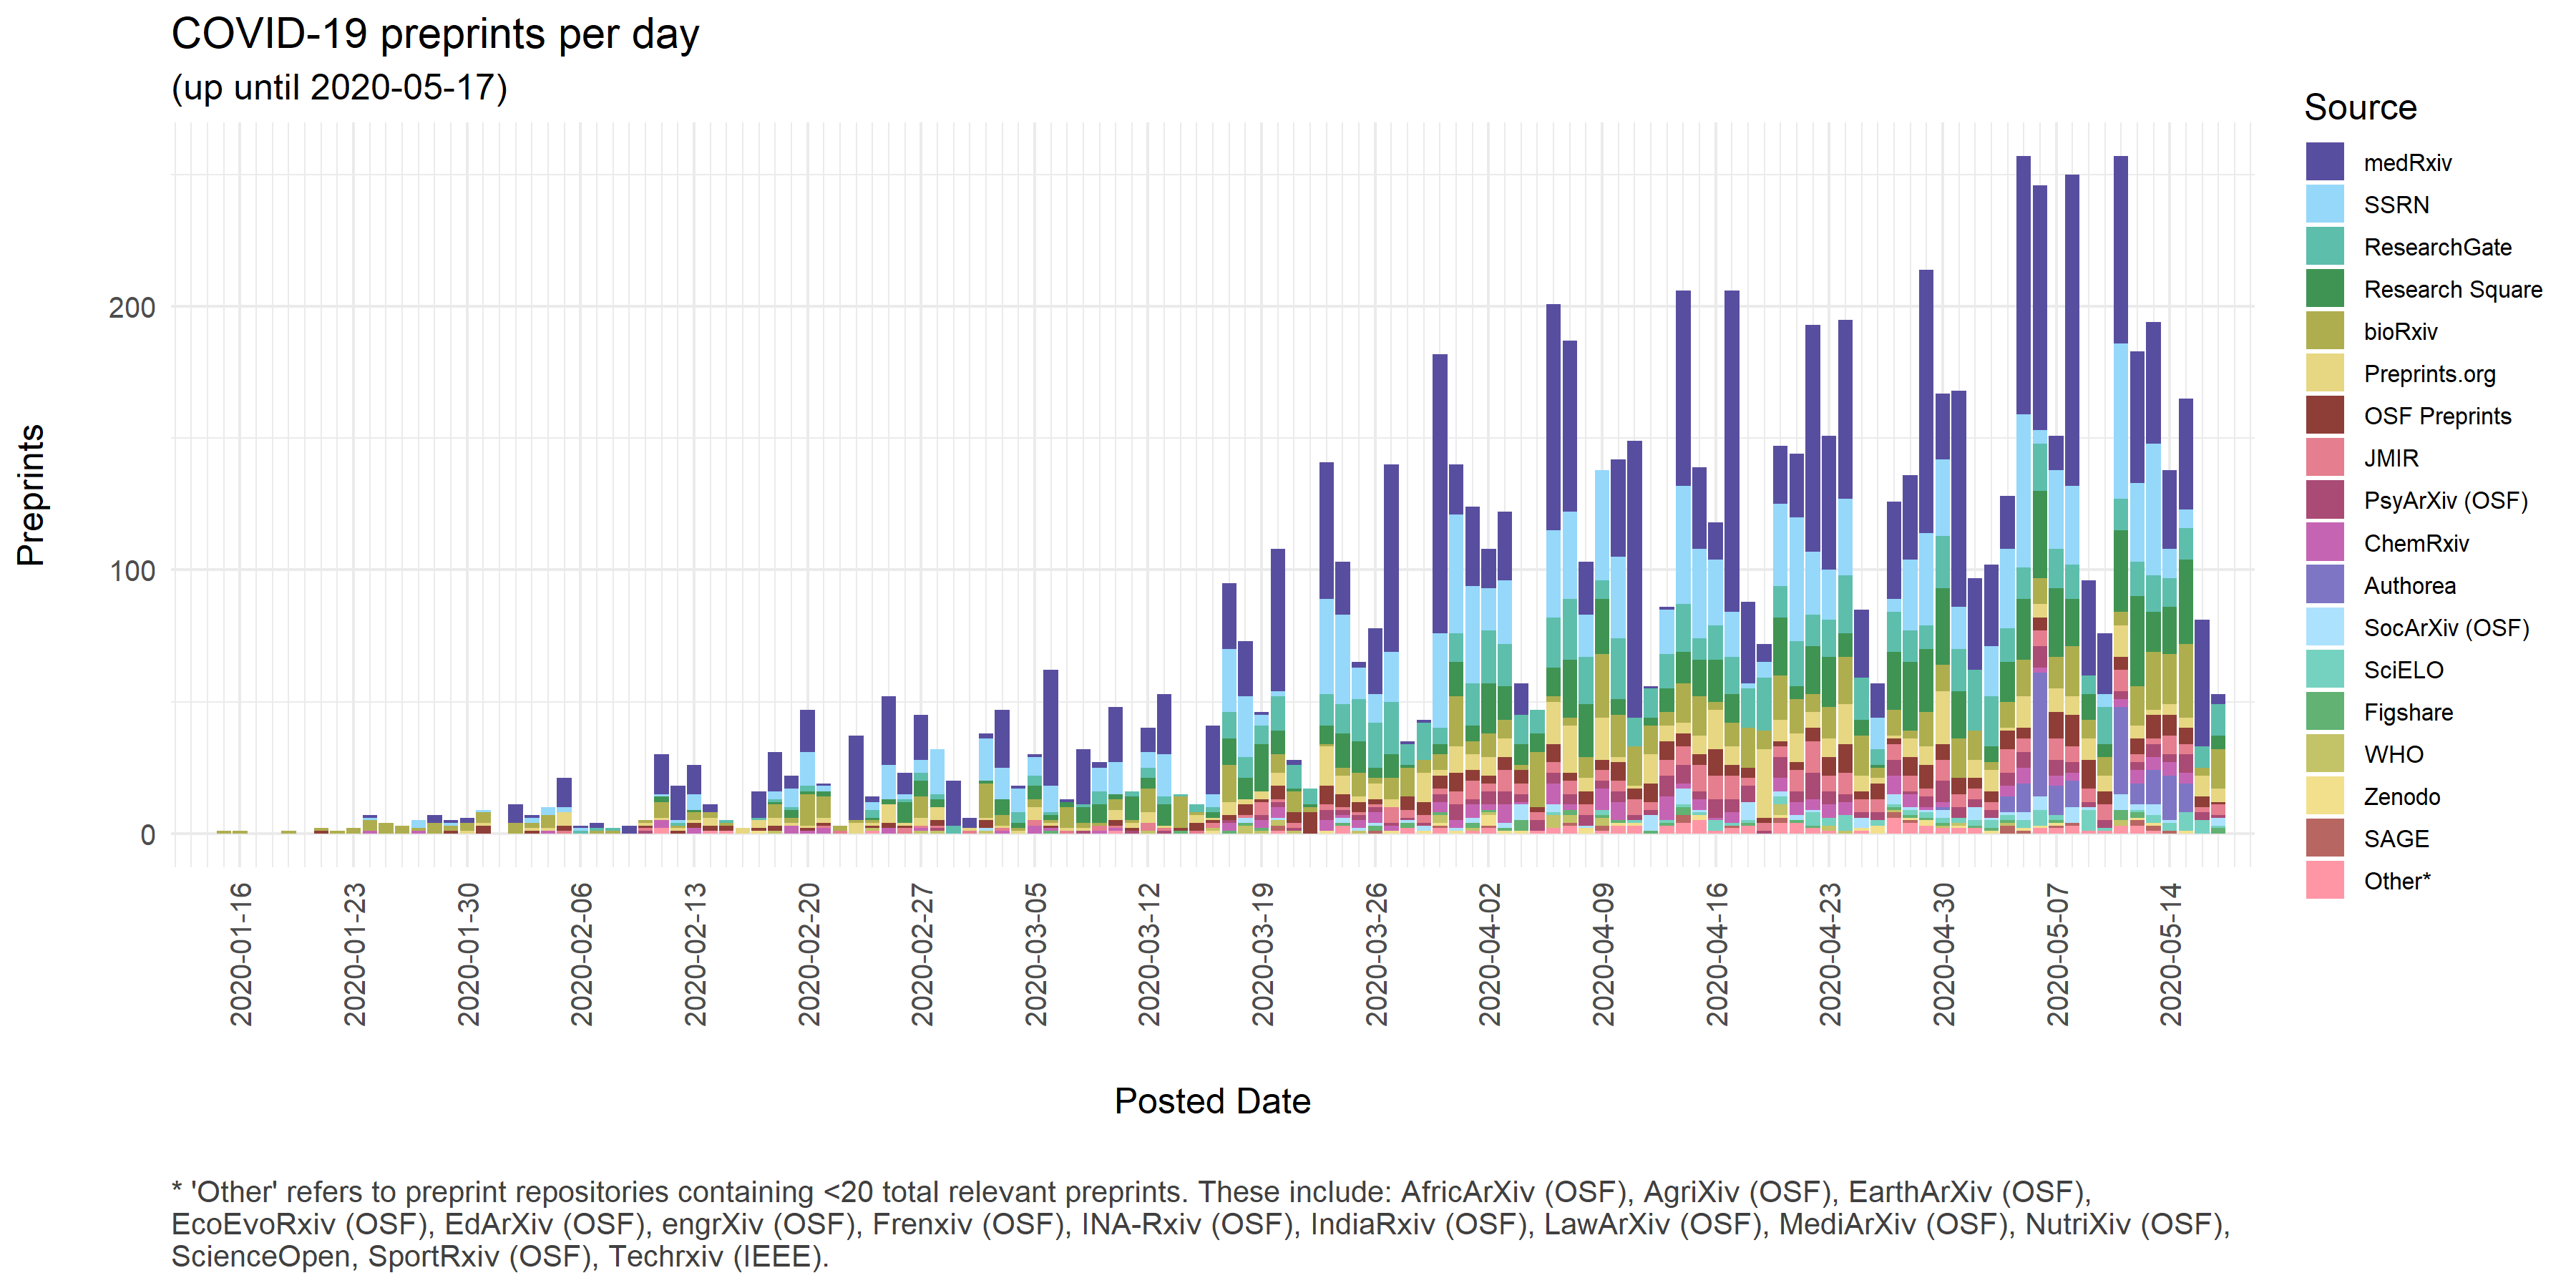 COVID-19 preprints per day
(up until 2020-05-17)
Source
medRxiv
SSRN
ResearchGate
Research Square
bioRxiv
Preprints.org
OSF Preprints
JMIR
PsyArXiv (OSF)
ChemRxiv
Authorea
SocArXiv (OSF)
SciELO
Figshare
WHO
Zenodo
SAGE
Other*
Preprints
200
100
0
2020-01-16
2020-01-23
2020-01-30
2020-02-06
2020-02-13
2020-02-20
2020-02-27
2020-03-05
2020-03-12
2020-03-19
2020-03-26
2020-04-02
2020-04-09
2020-04-16
2020-04-23
2020-04-30
2020-05-07
2020-05-14
Posted Date
* 'Other' refers to preprint repositories containing <20 total relevant preprints. These include: AfricArXiv (OSF), AgriXiv (OSF), EarthArXiv (OSF),
EcoEvoRxiv (OSF), EdArXiv (OSF), engrXiv (OSF), Frenxiv (OSF), INA-Rxiv (OSF), IndiaRxiv (OSF), LawArXiv (OSF), MediArXiv (OSF), NutriXiv (OSF),
ScienceOpen, SportRxiv (OSF), Techrxiv (IEEE).